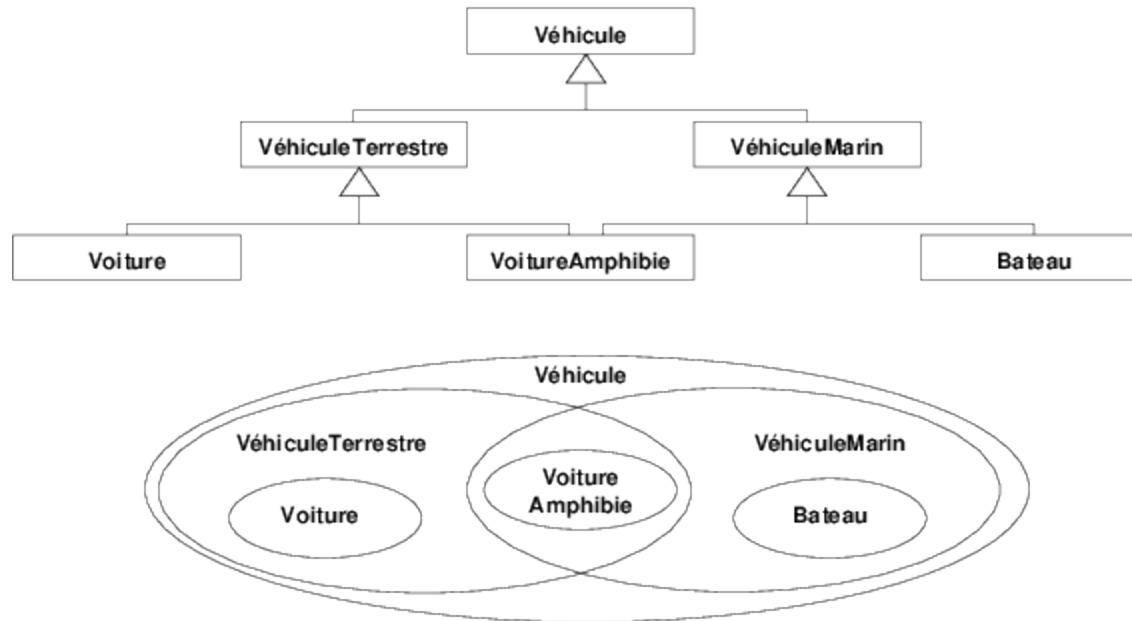 Véhicule
VéhiculeTerrestre
VéhiculeMarin
Voiture
VoitureAmphibie
Bateau
Véhicule
VéhiculeTerrestre
VéhiculeMarin
Voiture
Voiture
Amphibie
Bateau